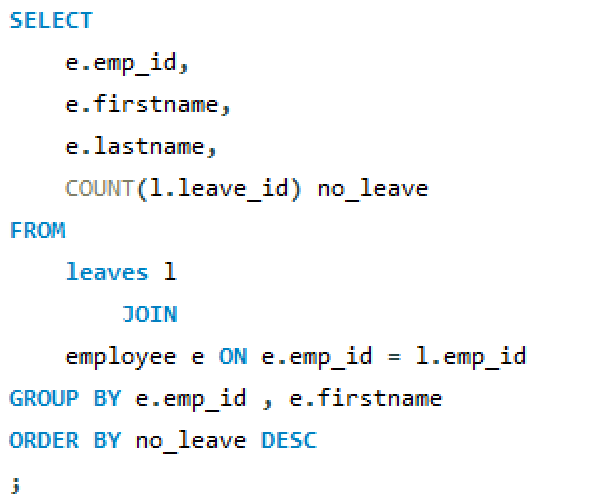 SELECT
    e.emp_id,
    e.firstname,
    e.lastname,
    COUNT(l.leave_id) no_leave
FROM
    leaves l
        JOIN
    employee e ON e.emp_id = l.emp_id
GROUP BY e.emp_id , e.firstname
ORDER BY no_leave DESC
;